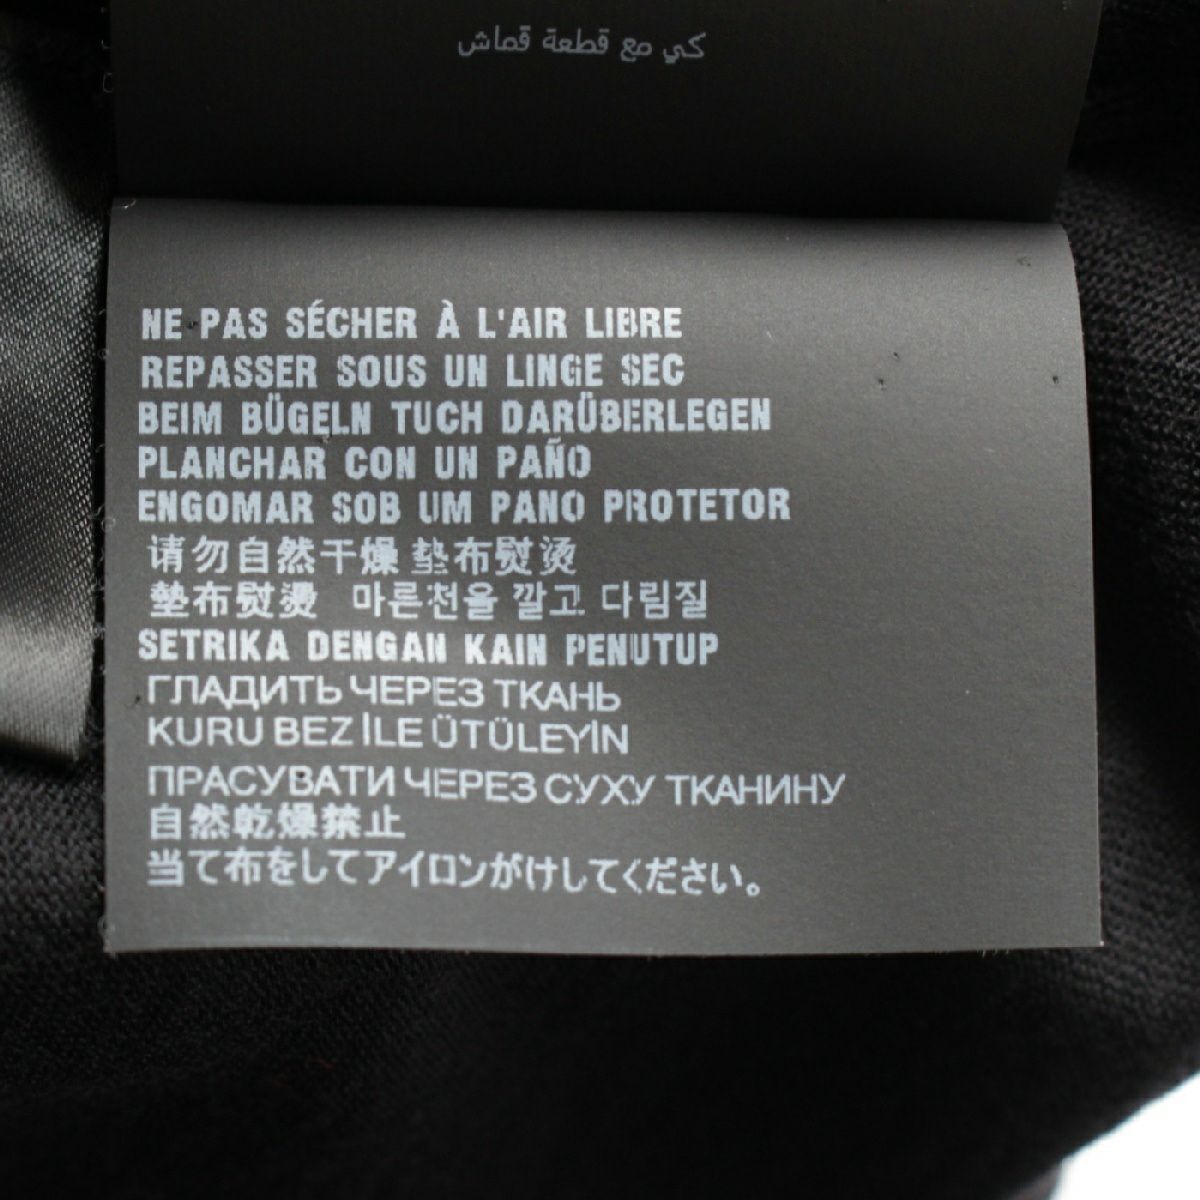 كي مع قطعة قماش
NE PAS SÉCHER À L'AIR LIBRE
REPASSER SOUS UN LINGE SEC
BEIM BÜGELN TUCH DARÜBERLEGEN
PLANCHAR CON UN PAÑO
ENGOMAR SOB UM PANO PROTETOR
请勿自然干燥 垫布熨烫
墊布熨燙 마른천을 깔고 다림질
SETRIKA DENGAN KAIN PENUTUP
ГЛАДИТЬ ЧЕРЕЗ ТКАНЬ
KURU BEZ İLE ÜTÜLEYİN
ПРАСУВАТИ ЧЕРЕЗ СУХУ ТКАНИНУ
自然乾燥禁止
当て布をしてアイロンがけしてください。